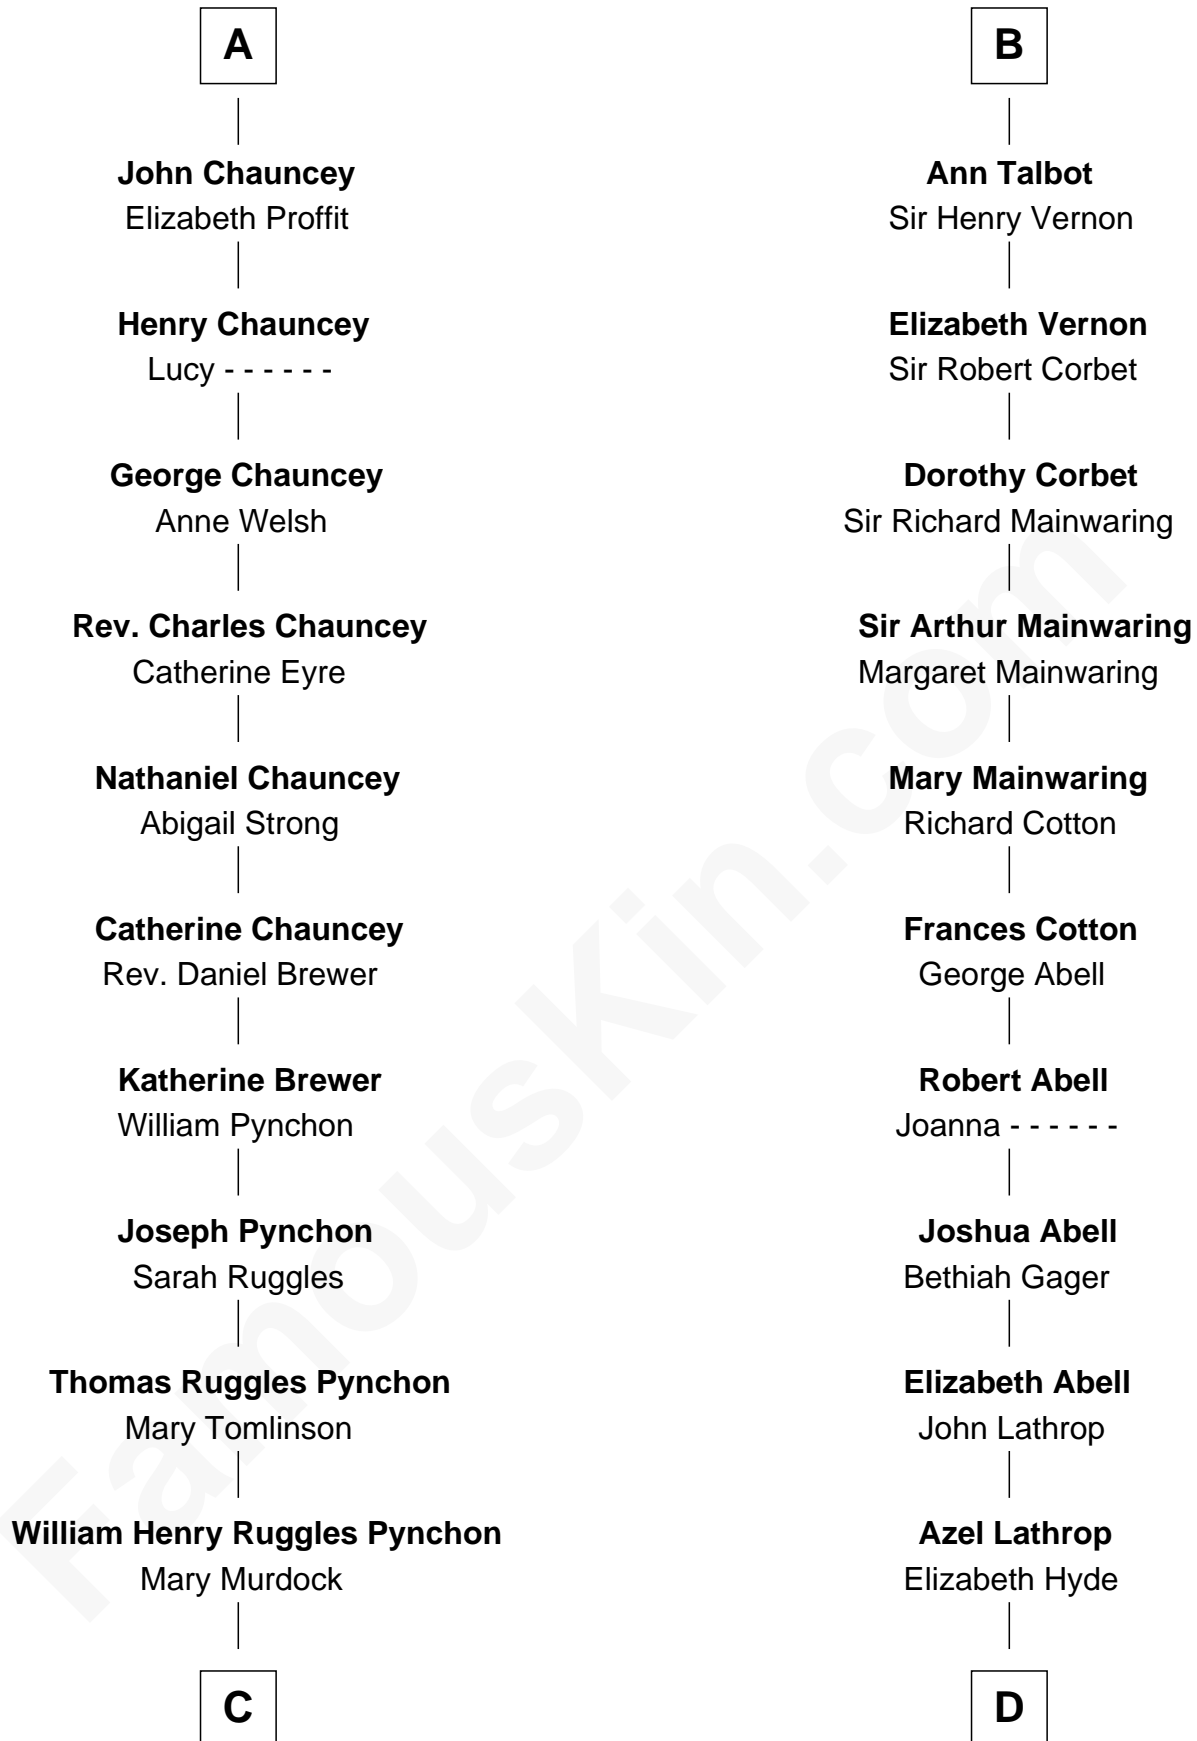 A
John Chauncey
Elizabeth Proffit
Henry Chauncey
Lucy - - - - - -
George Chauncey
Anne Welsh
Rev. Charles Chauncey
Catherine Eyre
Nathaniel Chauncey
Abigail Strong
Catherine Chauncey
Rev. Daniel Brewer
Katherine Brewer
William Pynchon
Joseph Pynchon
Sarah Ruggles
Thomas Ruggles Pynchon
Mary Tomlinson
William Henry Ruggles Pynchon
Mary Murdock
C
B
Ann Talbot
Sir Henry Vernon
Elizabeth Vernon
Sir Robert Corbet
Dorothy Corbet
Sir Richard Mainwaring
Sir Arthur Mainwaring
Margaret Mainwaring
Mary Mainwaring
Richard Cotton
Frances Cotton
George Abell
Robert Abell
Joanna - - - - - -
Joshua Abell
Bethiah Gager
Elizabeth Abell
John Lathrop
Azel Lathrop
Elizabeth Hyde
D
FamousKin.com